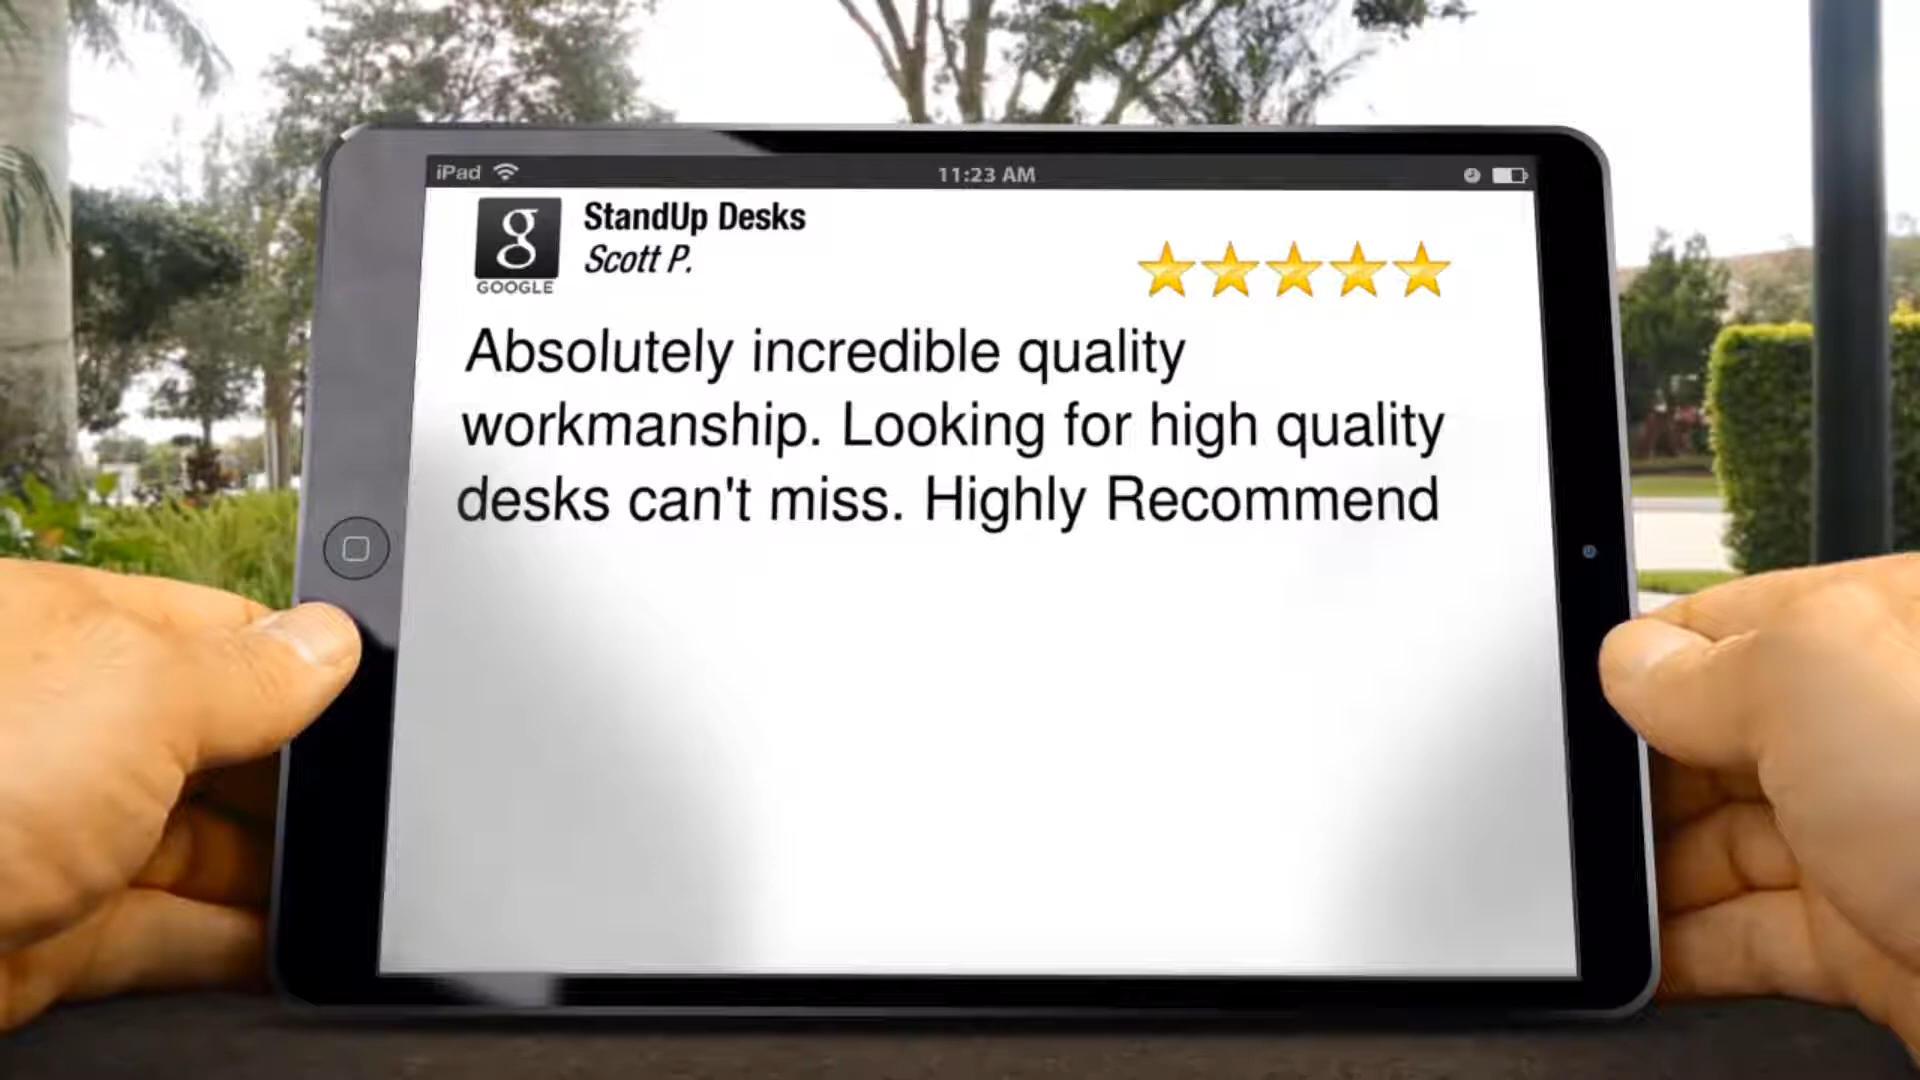 iPad
11:23 AM
g
GOOGLE
StandUp Desks
Scott P.
Absolutely incredible quality
workmanship. Looking for high quality
desks can't miss. Highly Recommend